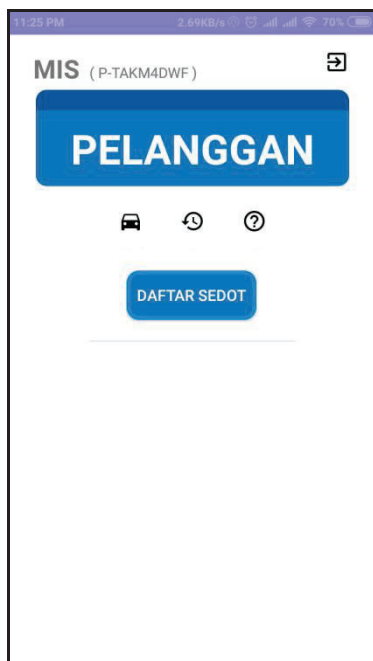 11:25 PM 2.69KB/s 70%
MIS ( P-TAKM4DWF )
PELANGGAN
DAFTAR SEDOT